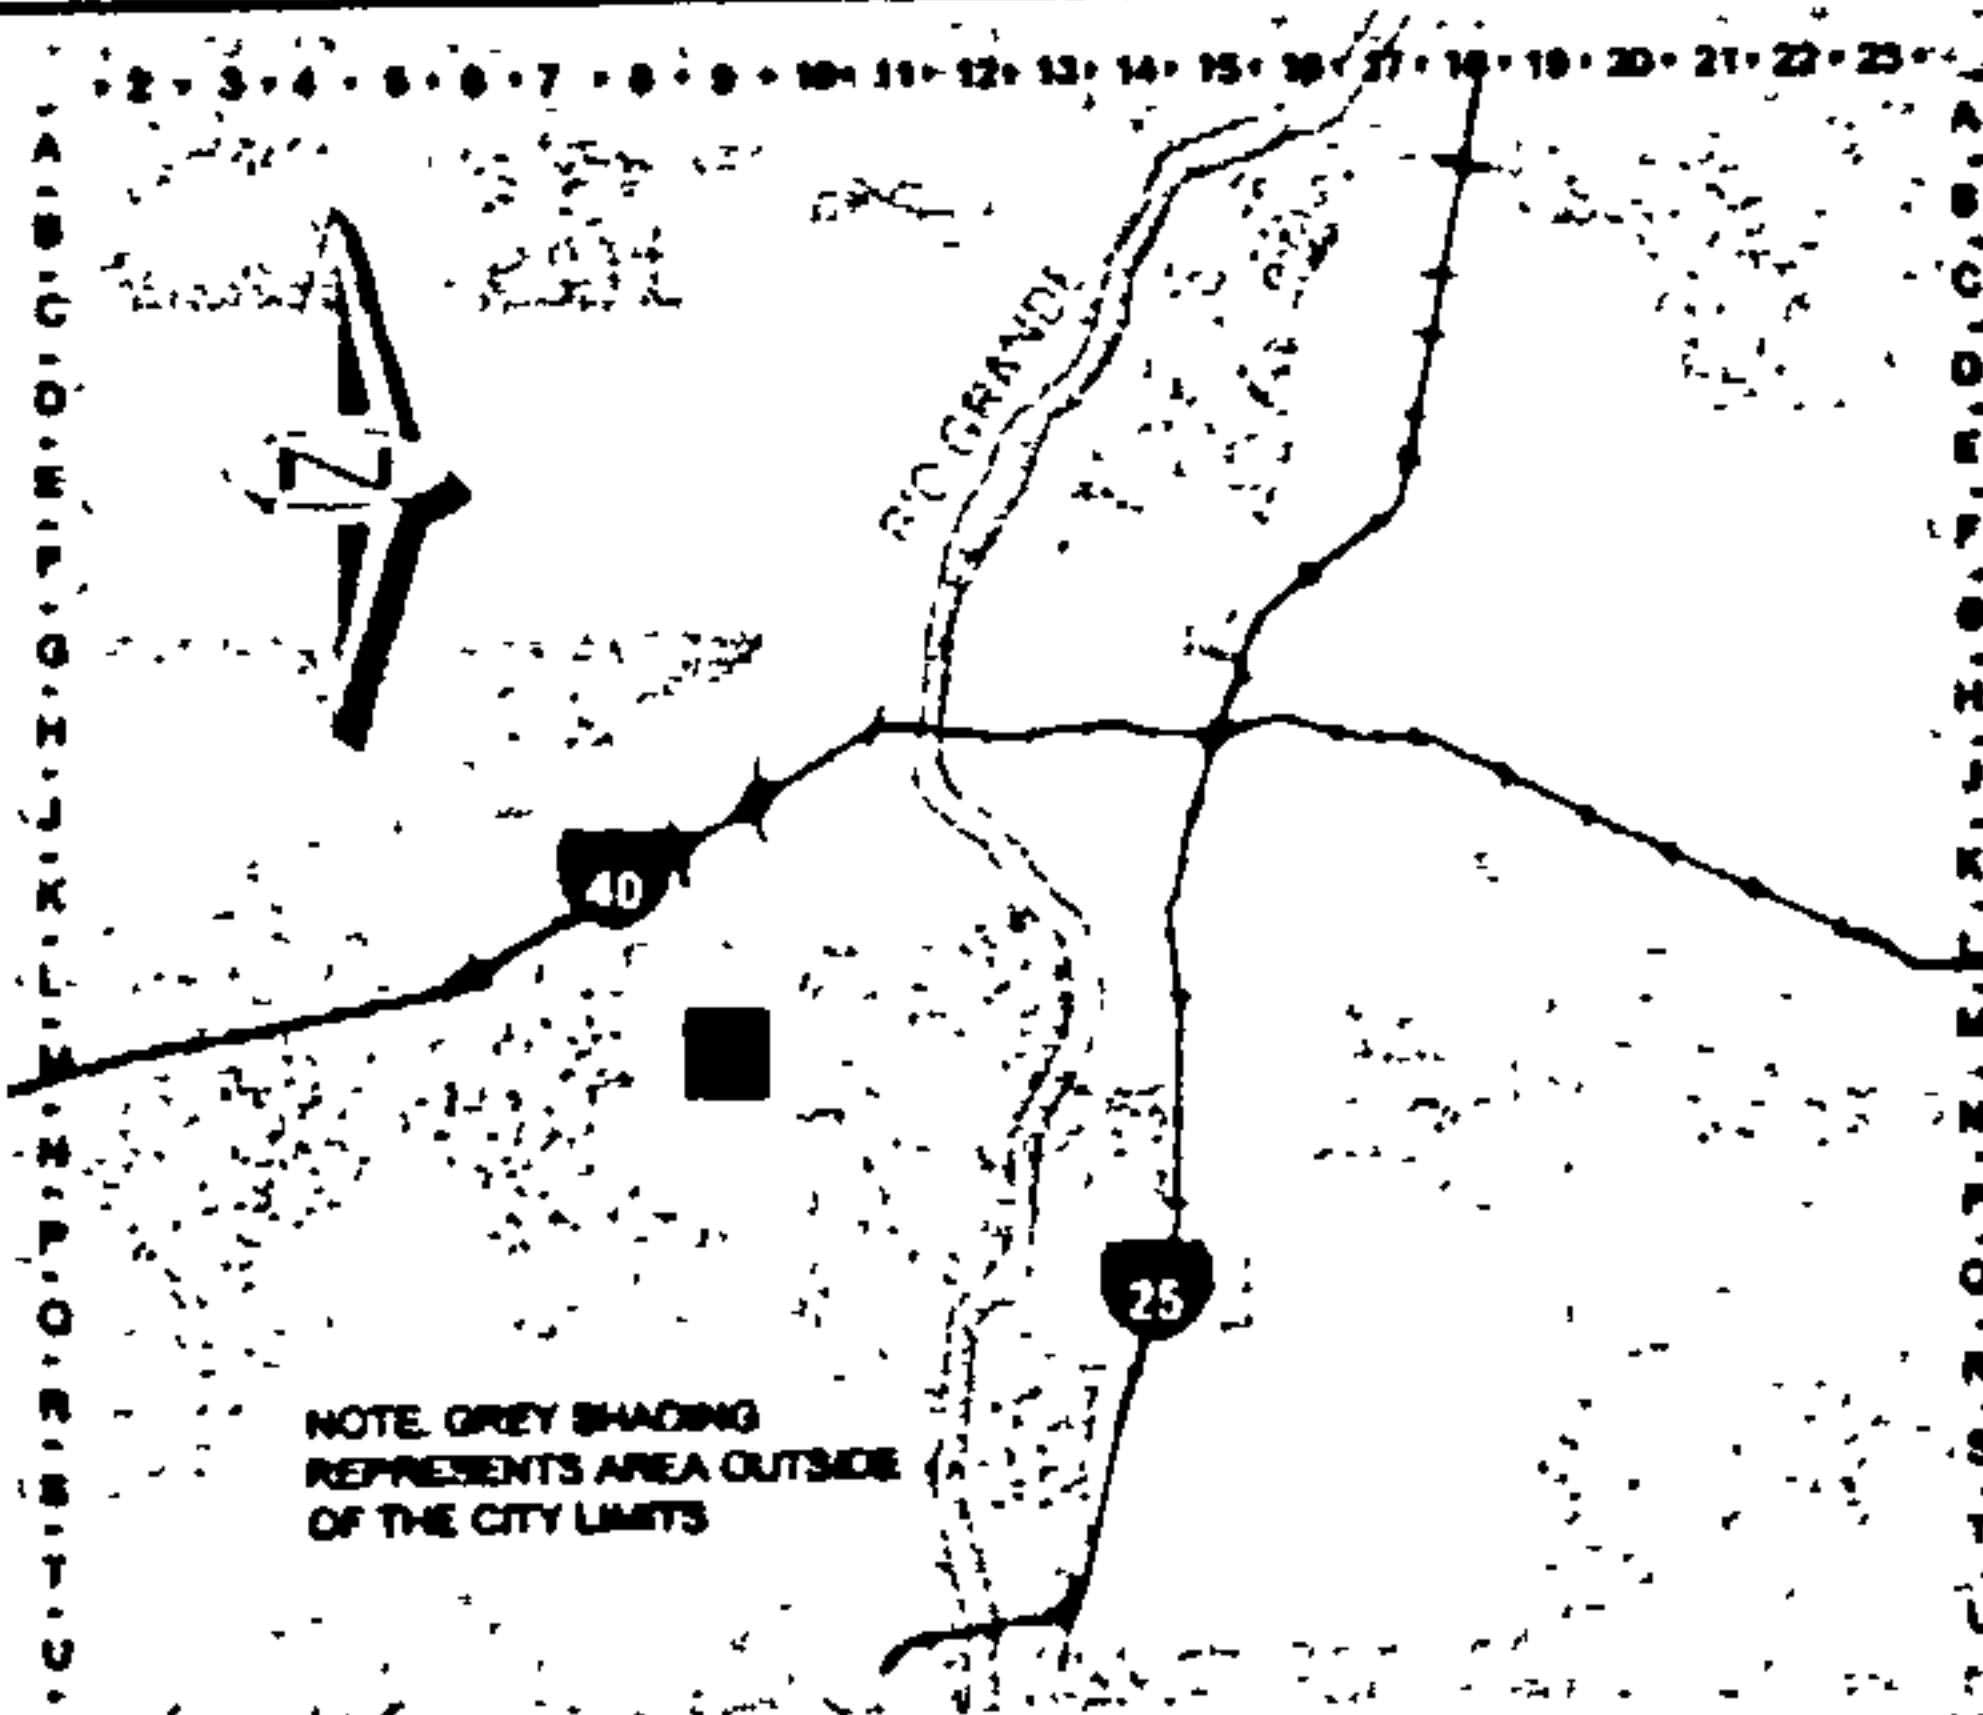 2 3 4 5 6 7 8 9 10 11 12 13 14 15 16 17 18 19 20 21 22 23
A A
B B
C C
D D
E E
F F
G G
H H
J J
K K
L L
M M
N N
P P
Q Q
R R
S S
T T
U U
N
RIO GRANDE
40
25
NOTE. GREY SHADING
REPRESENTS AREA OUTSIDE
OF THE CITY LIMITS